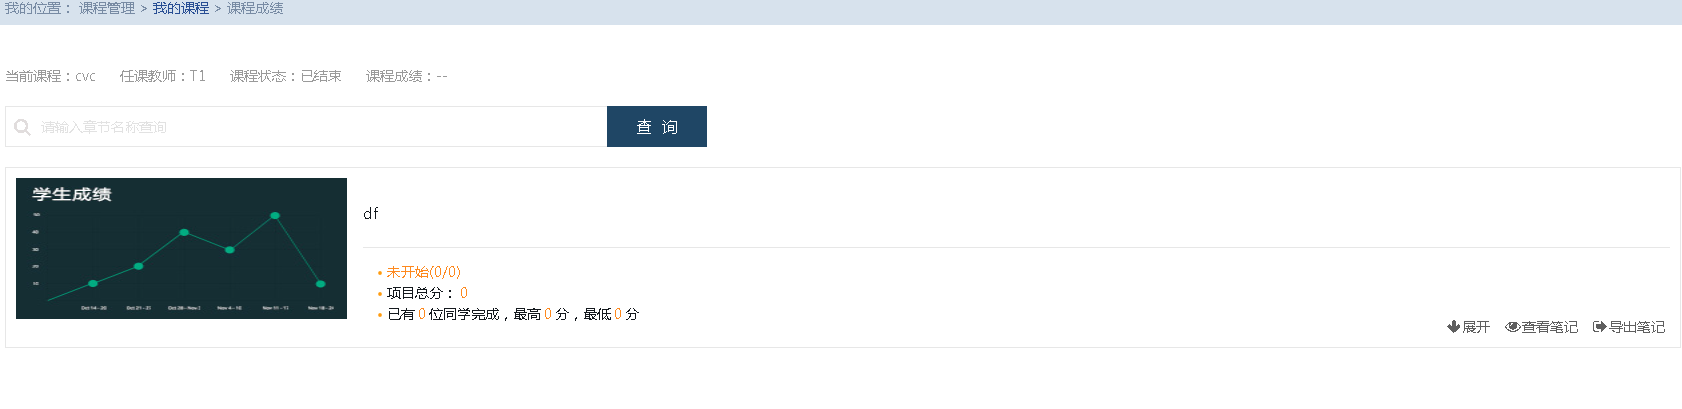 我的位置： 课程管理 > 我的课程 > 课程成绩
当前课程：cvc 任课教师：T1 课程状态：已结束 课程成绩：--
请输入章节名称查询 查 询
学生成绩
df
未开始(0/0)
项目总分： 0
已有 0 位同学完成，最高 0 分，最低 0 分
展开 查看笔记 导出笔记